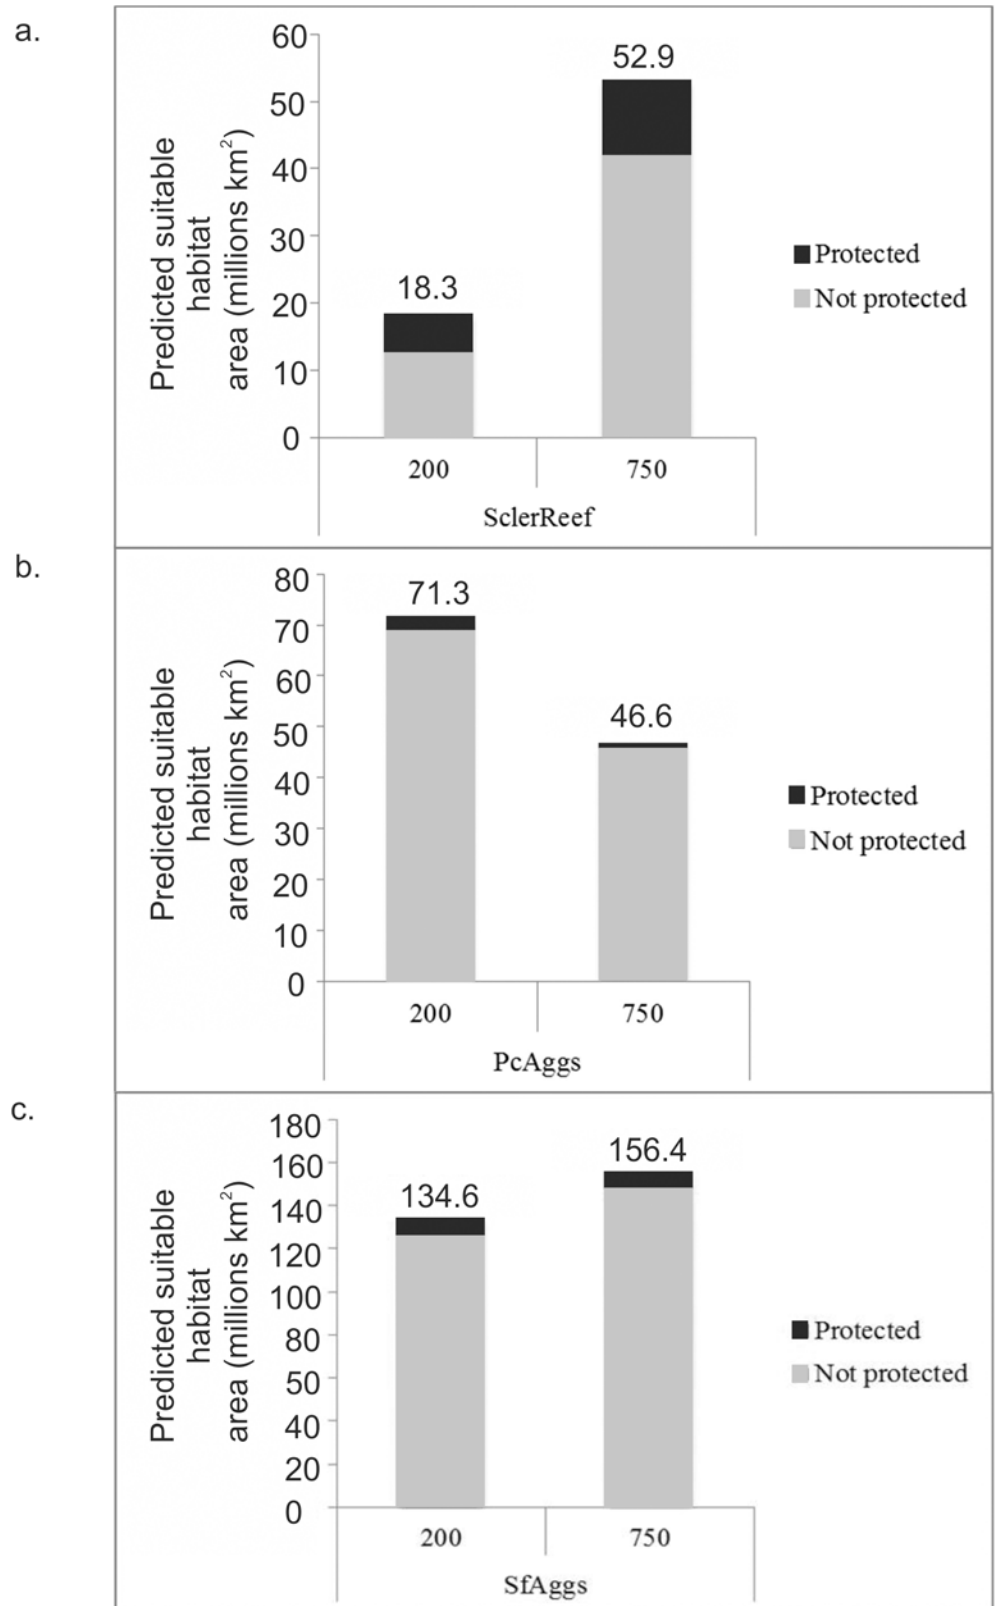 a.
Predicted suitable
habitat
area (millions km²)
60
50
40
30
20
10
0
18.3
52.9
Protected
Not protected
200
750
SclerReef
b.
Predicted suitable
habitat
area (millions km²)
80
70
60
50
40
30
20
10
0
71.3
46.6
Protected
Not protected
200
750
PcAggs
c.
Predicted suitable
habitat
area (millions km²)
180
160
140
120
100
80
50
40
20
0
134.6
156.4
Protected
Not protected
200
750
SfAggs